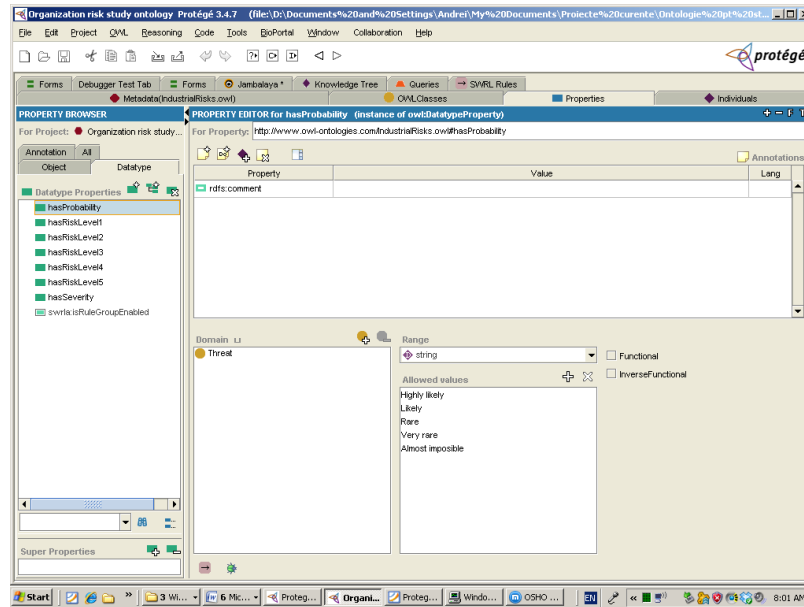 Organization risk study ontology Protégé 3.4.7 (file:\D:\Documents%20and%20Settings\Andrei\My%20Documents\Proiecte%20curente\Ontologie%20pt%20st...
File Edit Project OWL Reasoning Code Tools BioPortal Window Collaboration Help
protégé
Forms Debugger Test Tab Forms Jambalaya * Knowledge Tree Queries SWRL Rules
Metadata(IndustrialRisks.owl) OWLClasses Properties Individuals
PROPERTY BROWSER
For Project: Organization risk study...
Annotation All
Object Datatype
Datatype Properties
hasProbability
hasRiskLevel1
hasRiskLevel2
hasRiskLevel3
hasRiskLevel4
hasRiskLevel5
hasSeverity
swrla:isRuleGroupEnabled
Super Properties
PROPERTY EDITOR for hasProbability (instance of owl:DatatypeProperty)
For Property: http://www.owl-ontologies.com/IndustrialRisks.owl#hasProbability
Annotations
Property Value Lang
rdfs:comment
Domain
Threat
Range
string
Allowed values
Highly likely
Likely
Rare
Very rare
Almost imposible
Functional
InverseFunctional
Start 3 Wi... 6 Mic... Proteg... Organi... Proteg... Windo... OSHO ... EN 8:01 AM